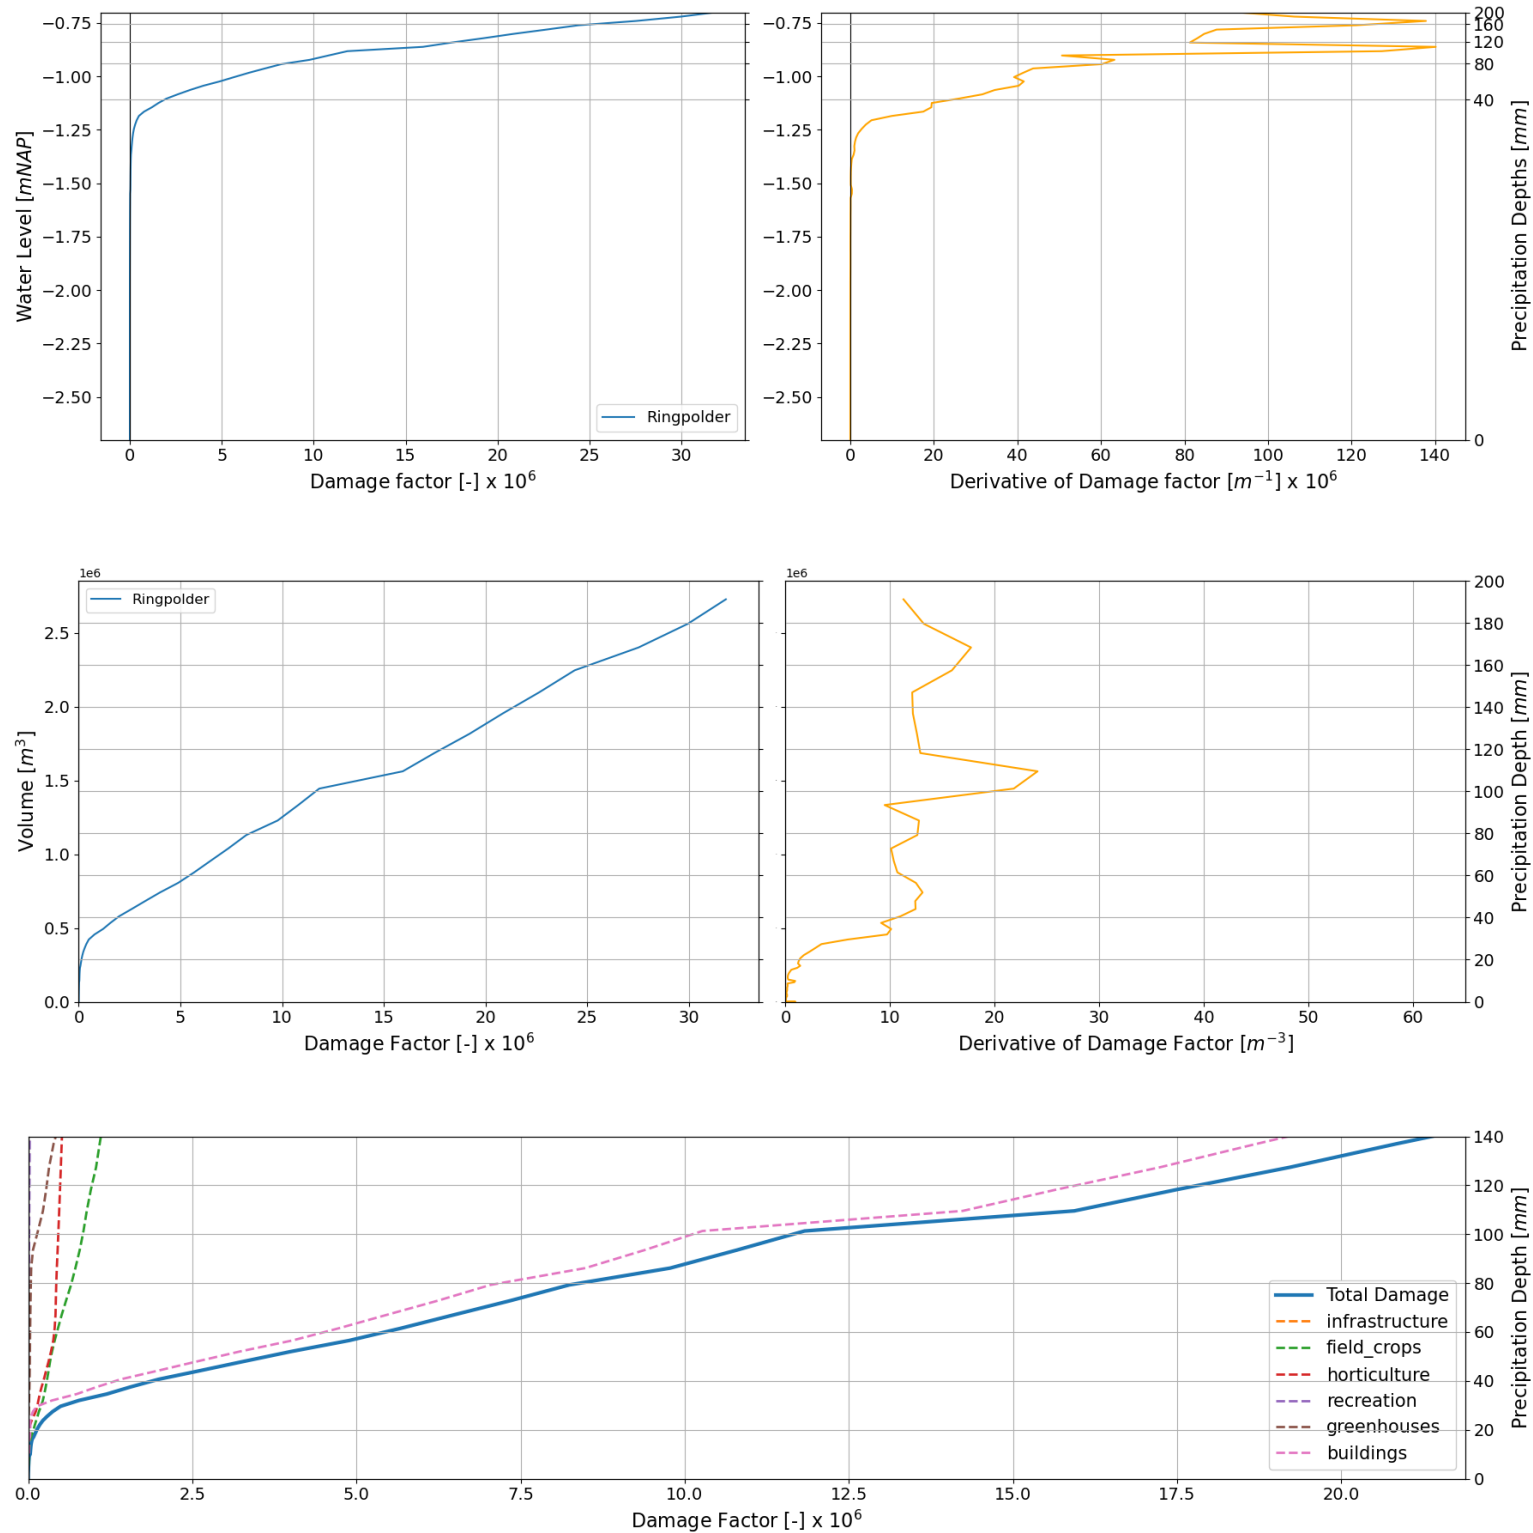 −0.75
−1.00
−1.25
−1.50
−1.75
−2.00
−2.25
−2.50
Water Level [mNAP]
0 5 10 15 20 25 30
Damage factor [-] x 10^6
Ringpolder
−0.75
−1.00
−1.25
−1.50
−1.75
−2.00
−2.25
−2.50
0 20 40 60 80 100 120 140
Derivative of Damage factor [m^−1] x 10^6
200
160
120
80
40
0
Precipitation Depths [mm]
1e6
Ringpolder
2.5
2.0
1.5
1.0
0.5
0.0
Volume [m^3]
0 5 10 15 20 25 30
Damage Factor [-] x 10^6
1e6
0 10 20 30 40 50 60
Derivative of Damage Factor [m^−3]
200
180
160
140
120
100
80
60
40
20
0
Precipitation Depth [mm]
140
120
100
80
60
40
20
0
Precipitation Depth [mm]
Total Damage
infrastructure
field_crops
horticulture
recreation
greenhouses
buildings
0.0 2.5 5.0 7.5 10.0 12.5 15.0 17.5 20.0
Damage Factor [-] x 10^6